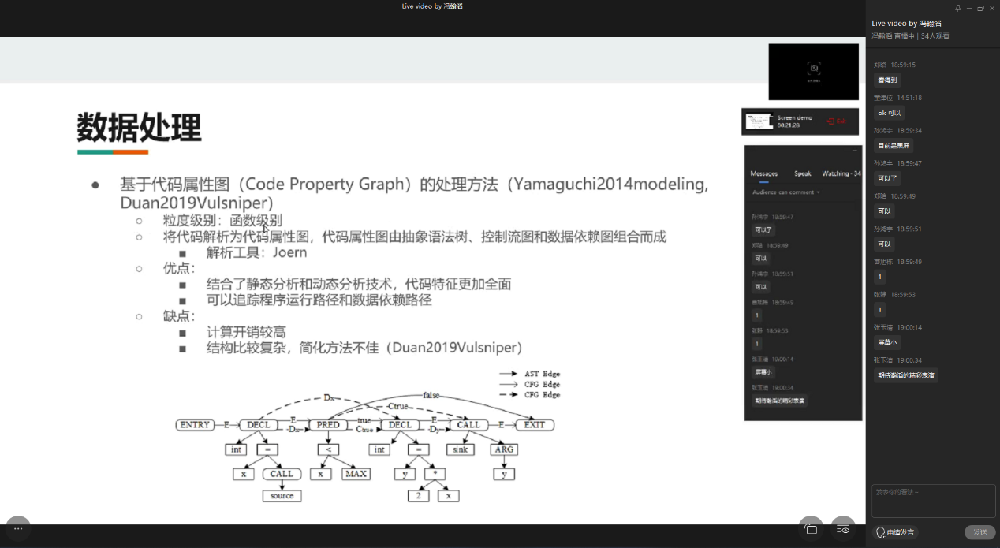 Live video by 冯翰滔
数据处理
● 基于代码属性图（Code Property Graph）的处理方法（Yamaguchi2014modeling,
Duan2019Vulsniper）
○ 粒度级别：函数级别
○ 将代码解析为代码属性图，代码属性图由抽象语法树、控制流图和数据依赖图组合而成
■ 解析工具：Joern
○ 优点：
■ 结合了静态分析和动态分析技术，代码特征更加全面
■ 可以追踪程序运行路径和数据依赖路径
○ 缺点：
■ 计算开销较高
■ 结构比较复杂，简化方法不佳（Duan2019Vulsniper）
AST Edge
CFG Edge
CFG Edge
Dx
false
Ctrue
ENTRY E DECL E Dx PRED true Ctrue DECL E Dy CALL E EXIT
int = < int = sink ARG
x CALL x MAX y * y
source 2 x
Screen demo
00:21:28
Exit
Messages Speak Watching · 34
Audience can comment
孙鸿宇 18:59:47
可以了
郑晗 18:59:49
可以
孙鸿宇 18:59:51
可以
曹旭栋 18:59:49
1
张静 18:59:53
1
张玉清 19:00:14
屏幕小
张玉清 19:00:34
期待瀚滔的精彩表演
Live video by 冯翰滔
冯翰滔 直播中 | 34人观看
郑晗 18:59:15
看得到
14:51:18
ok 可以
孙鸿宇 18:59:34
目前是黑屏
孙鸿宇 18:59:47
可以了
郑晗 18:59:49
可以
孙鸿宇 18:59:51
可以
曹旭栋 18:59:49
1
张静 18:59:53
1
张玉清 19:00:14
屏幕小
张玉清 19:00:34
期待瀚滔的精彩表演
发表你的看法~
申请发言
发送